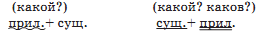 (какой?) (какой? каков?)
прил.+ сущ. сущ.+ прил.